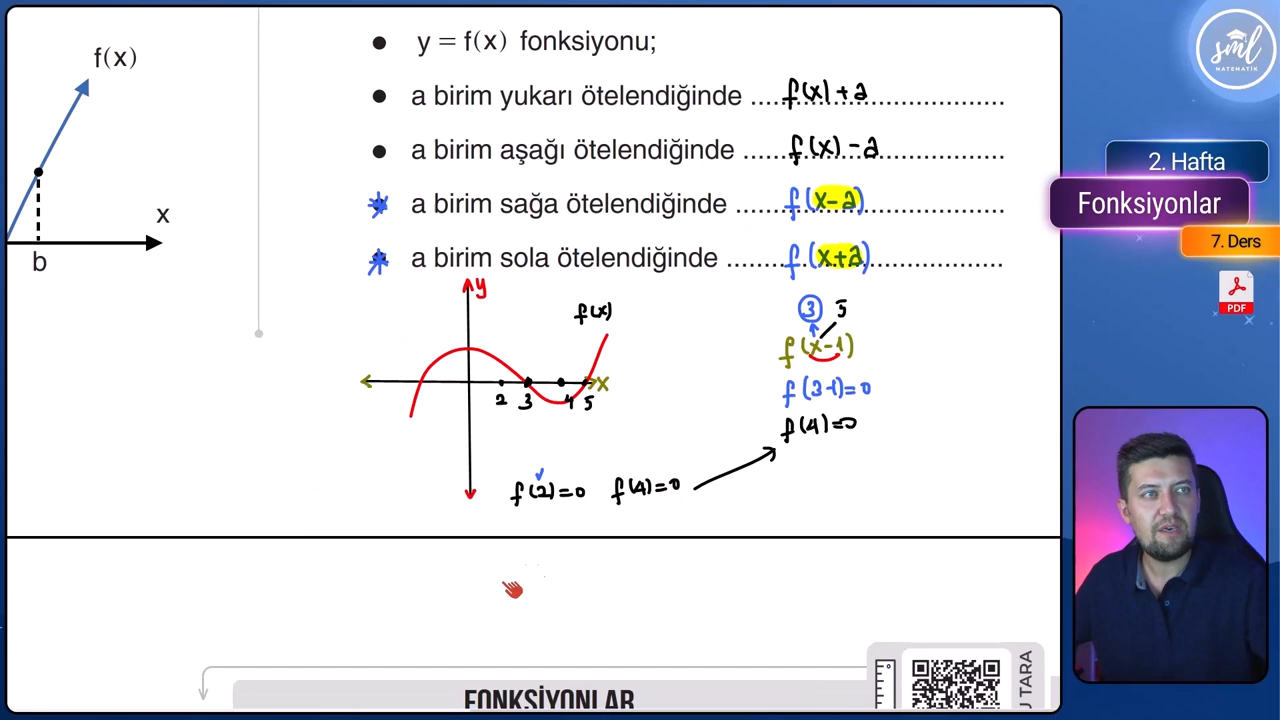 f(x)
x
b
• y = f(x) fonksiyonu;
• a birim yukarı ötelendiğinde .... f(x) + a
• a birim aşağı ötelendiğinde .... f(x) - a
a birim sağa ötelendiğinde .... f(x-a)
a birim sola ötelendiğinde .... f(x+a)
y
f(x)
x
2 3 4 5
3 5
f(x-1)
f(3-1)=0
f(4)=0
f(2)=0 f(4)=0
FONKSİYONLAR
U TARA
sml
MATEMATİK
2. Hafta
Fonksiyonlar
7. Ders
PDF